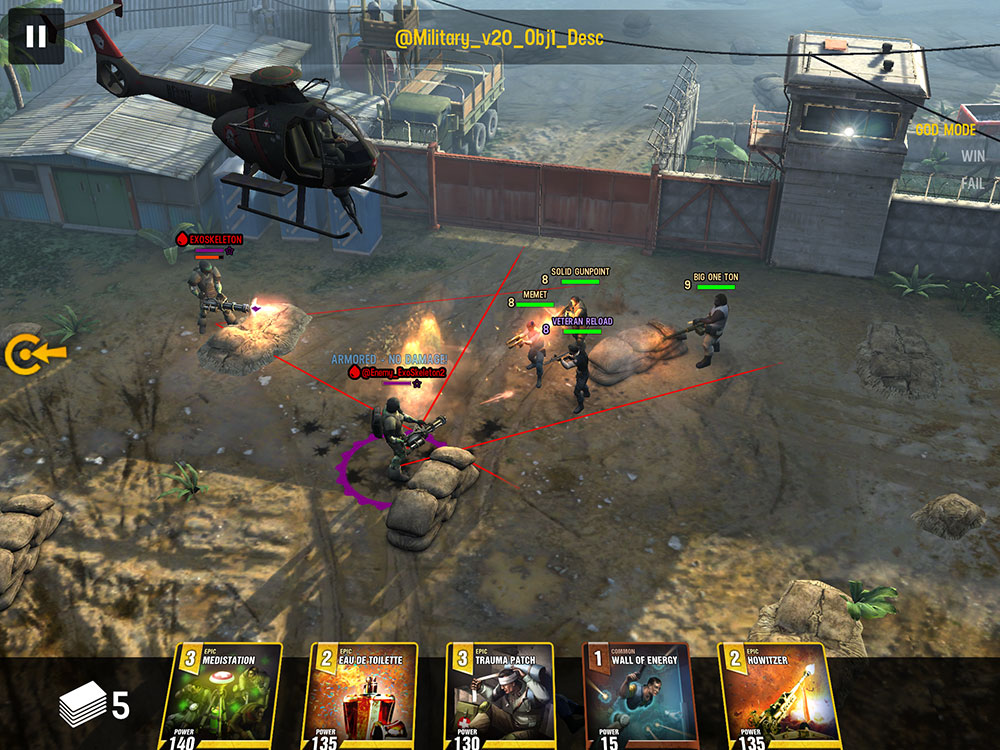 @Military_v20_Obj1_Desc
GOD MODE
WIN
FAIL
EXOSKELETON
SOLID GUNPOINT
8
MEMET
8
BIG ONE TON
9
VETERAN RELOAD
8
ARMORED - NO DAMAGE!
@Enemy_ExoSkeleton2
5
3 EPIC MEDISTATION
POWER 140
2 EPIC EAU DE TOILETTE
POWER 135
3 EPIC TRAUMA PATCH
POWER 130
1 COMMON WALL OF ENERGY
POWER 15
2 EPIC HOWITZER
POWER 135